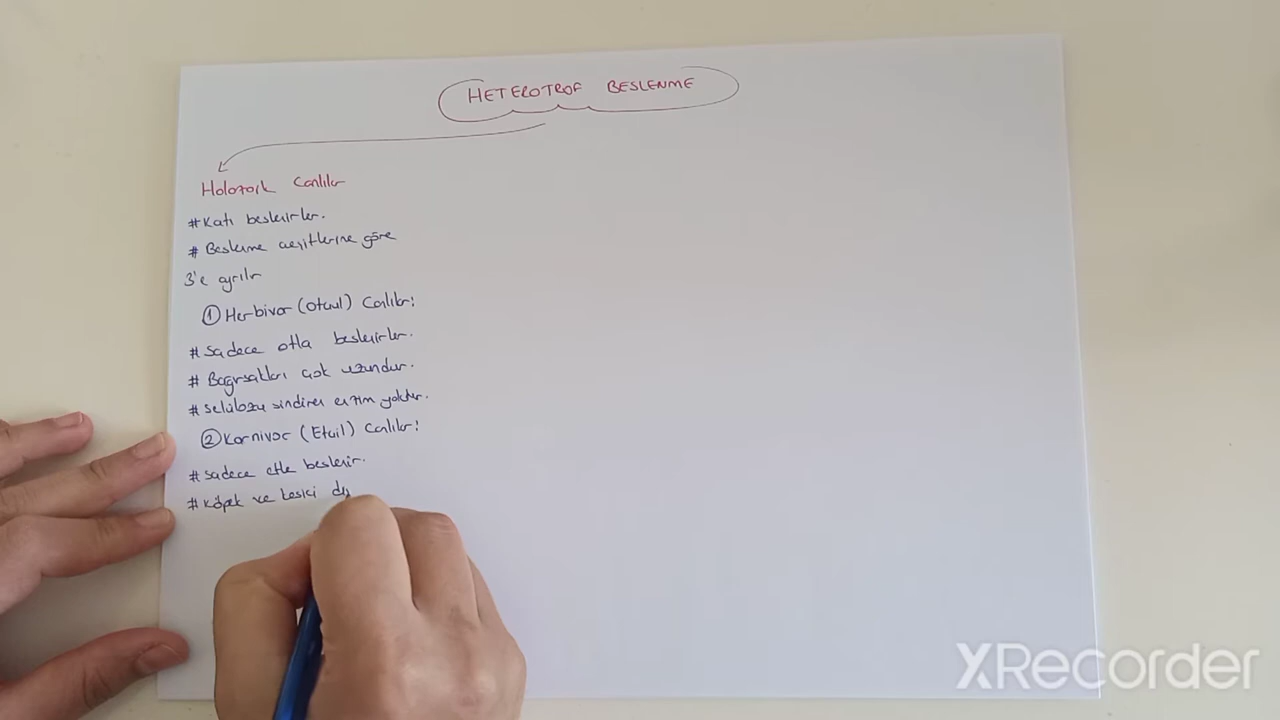 HETEROTROF BESLENME
Holozoik Canlılar
#Katı beslenirler.
# Beslenme çeşitlerine göre
3'e ayrılır
① Herbivor (Otçul) Canlılar:
# Sadece otla beslenirler.
# Bağırsakları çok uzundur.
# Selülozu sindiren enzim yoktur.
② Karnivor (Etçil) Canlılar:
# Sadece etle beslenir.
# Köpek ve kesici diş
XRecorder